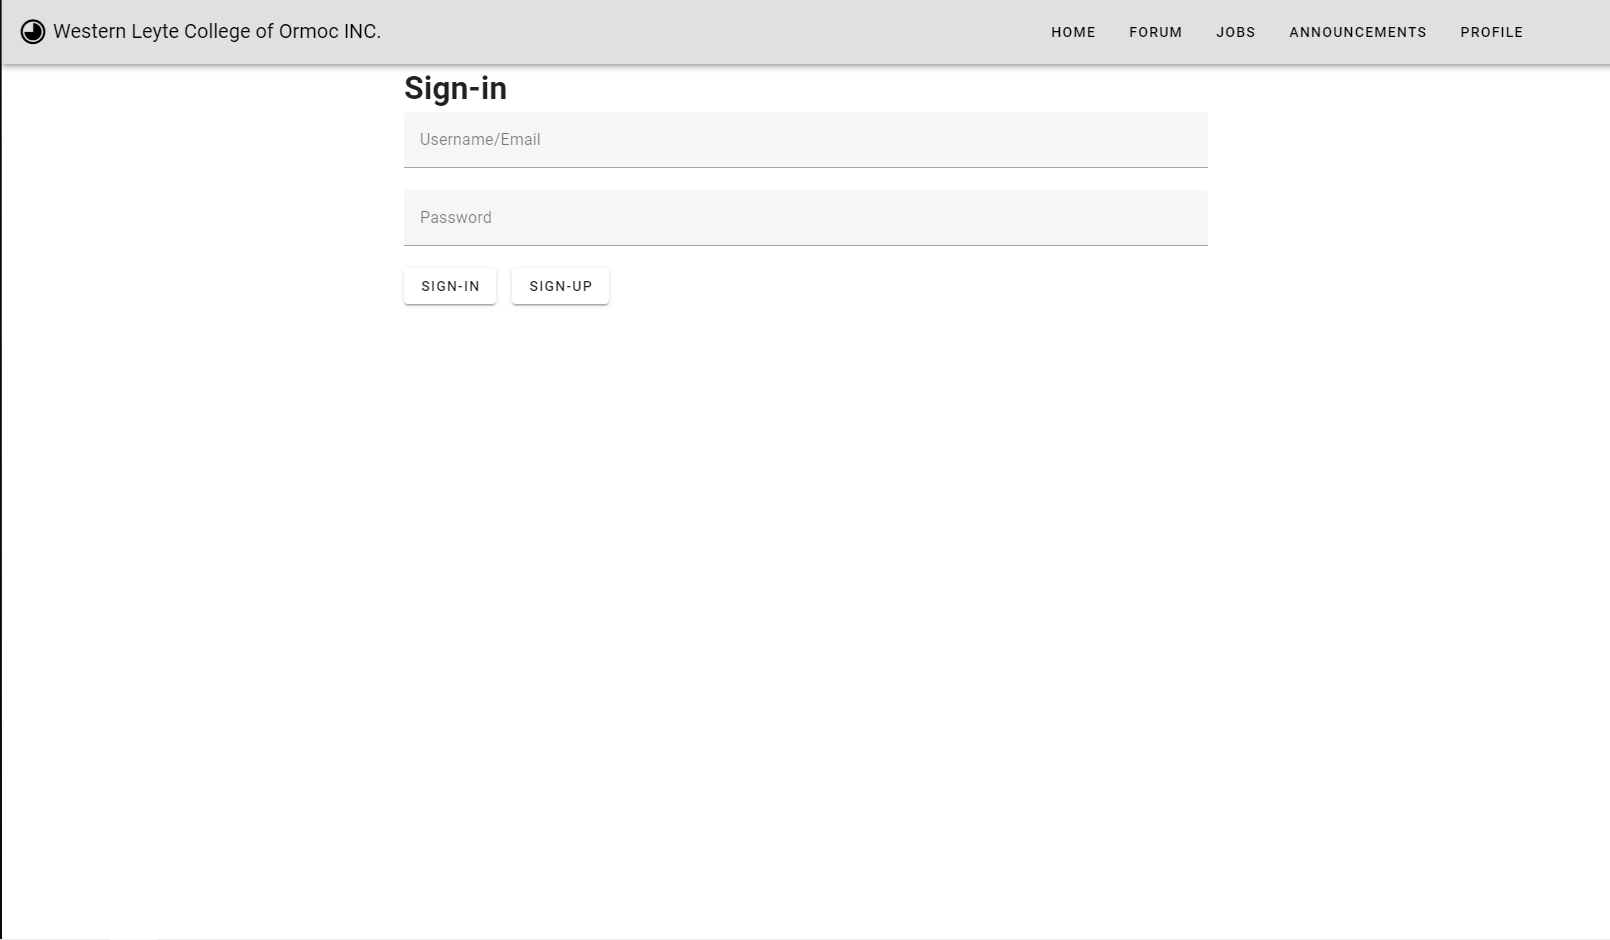 Western Leyte College of Ormoc INC. HOME FORUM JOBS ANNOUNCEMENTS PROFILE
Sign-in
Username/Email
Password
SIGN-IN SIGN-UP